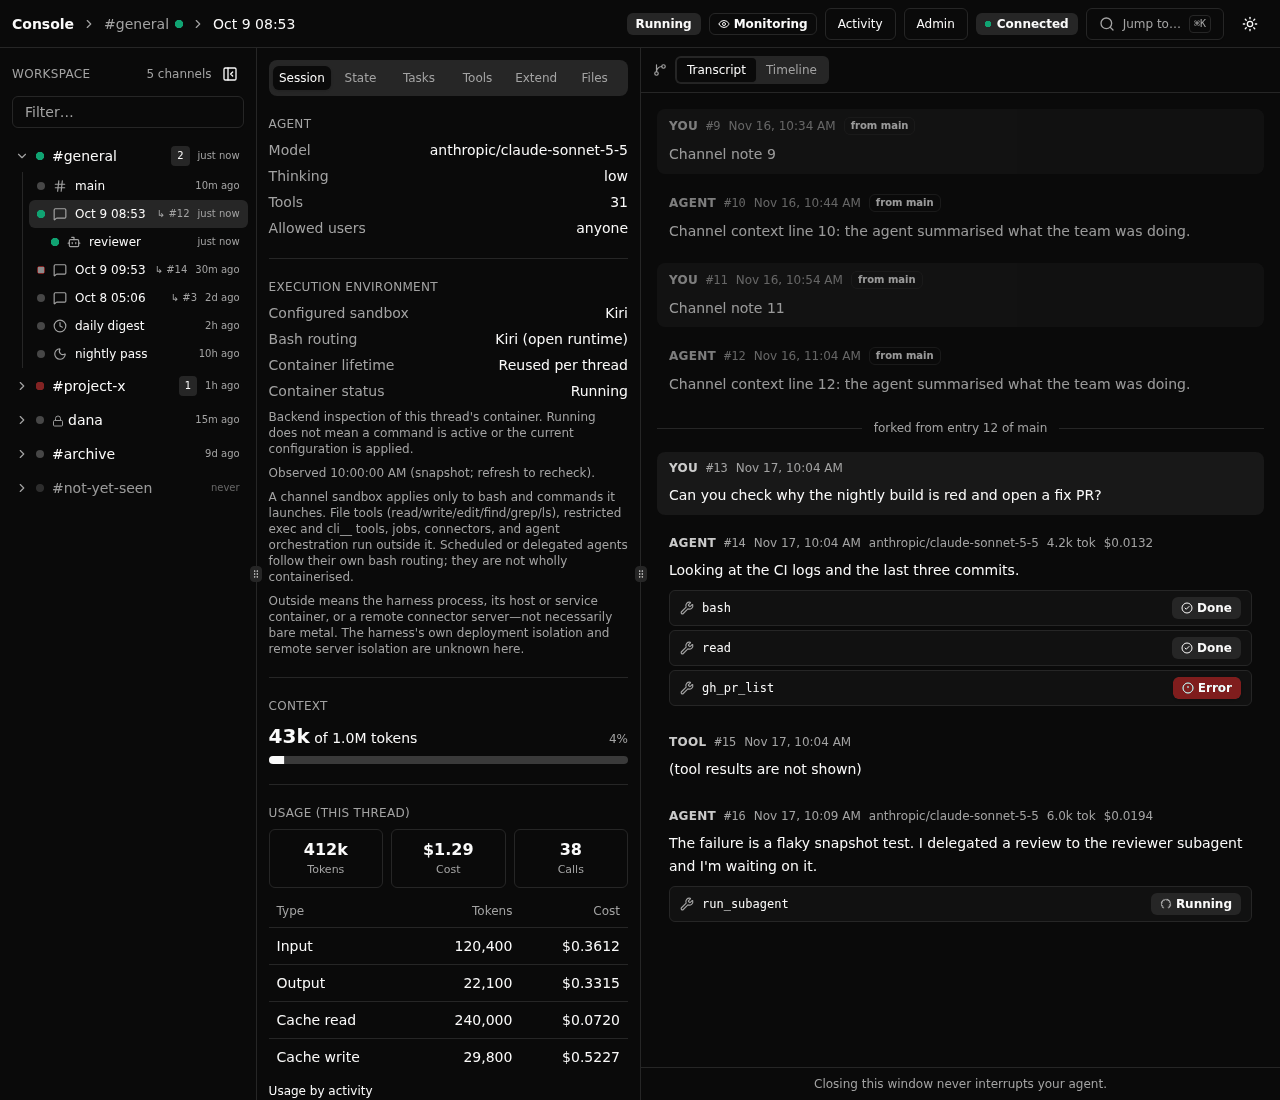 Console > #general > Oct 9 08:53
Running Monitoring Activity Admin Connected Jump to... ⌘K
WORKSPACE 5 channels
Filter...
#general 2 just now
main 10m ago
Oct 9 08:53 ↳ #12 just now
reviewer just now
Oct 9 09:53 ↳ #14 30m ago
Oct 8 05:06 ↳ #3 2d ago
daily digest 2h ago
nightly pass 10h ago
#project-x 1 1h ago
dana 15m ago
#archive 9d ago
#not-yet-seen never
Session State Tasks Tools Extend Files
AGENT
Model anthropic/claude-sonnet-5-5
Thinking low
Tools 31
Allowed users anyone
EXECUTION ENVIRONMENT
Configured sandbox Kiri
Bash routing Kiri (open runtime)
Container lifetime Reused per thread
Container status Running
Backend inspection of this thread's container. Running
does not mean a command is active or the current
configuration is applied.
Observed 10:00:00 AM (snapshot; refresh to recheck).
A channel sandbox applies only to bash and commands it
launches. File tools (read/write/edit/find/grep/ls), restricted
exec and cli__ tools, jobs, connectors, and agent
orchestration run outside it. Scheduled or delegated agents
follow their own bash routing; they are not wholly
containerised.
Outside means the harness process, its host or service
container, or a remote connector server—not necessarily
bare metal. The harness's own deployment isolation and
remote server isolation are unknown here.
CONTEXT
43k of 1.0M tokens 4%
USAGE (THIS THREAD)
412k $1.29 38
Tokens Cost Calls
Type Tokens Cost
Input 120,400 $0.3612
Output 22,100 $0.3315
Cache read 240,000 $0.0720
Cache write 29,800 $0.5227
Usage by activity
Transcript Timeline
YOU #9 Nov 16, 10:34 AM from main
Channel note 9
AGENT #10 Nov 16, 10:44 AM from main
Channel context line 10: the agent summarised what the team was doing.
YOU #11 Nov 16, 10:54 AM from main
Channel note 11
AGENT #12 Nov 16, 11:04 AM from main
Channel context line 12: the agent summarised what the team was doing.
forked from entry 12 of main
YOU #13 Nov 17, 10:04 AM
Can you check why the nightly build is red and open a fix PR?
AGENT #14 Nov 17, 10:04 AM anthropic/claude-sonnet-5-5 4.2k tok $0.0132
Looking at the CI logs and the last three commits.
bash Done
read Done
gh_pr_list Error
TOOL #15 Nov 17, 10:04 AM
(tool results are not shown)
AGENT #16 Nov 17, 10:09 AM anthropic/claude-sonnet-5-5 6.0k tok $0.0194
The failure is a flaky snapshot test. I delegated a review to the reviewer subagent
and I'm waiting on it.
run_subagent Running
Closing this window never interrupts your agent.